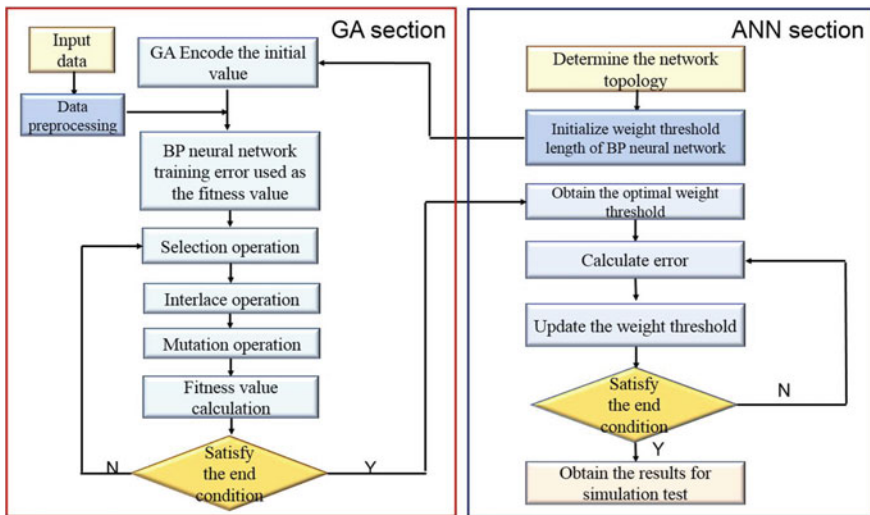 GA section
Input
data
Data
preprocessing
GA Encode the initial
value
BP neural network
training error used as
the fitness value
Selection operation
Interlace operation
Mutation operation
Fitness value
calculation
Satisfy
the end
condition
N
Y
ANN section
Determine the network
topology
Initialize weight threshold
length of BP neural network
Obtain the optimal weight
threshold
Calculate error
Update the weight threshold
Satisfy
the end
condition
N
Y
Obtain the results for
simulation test